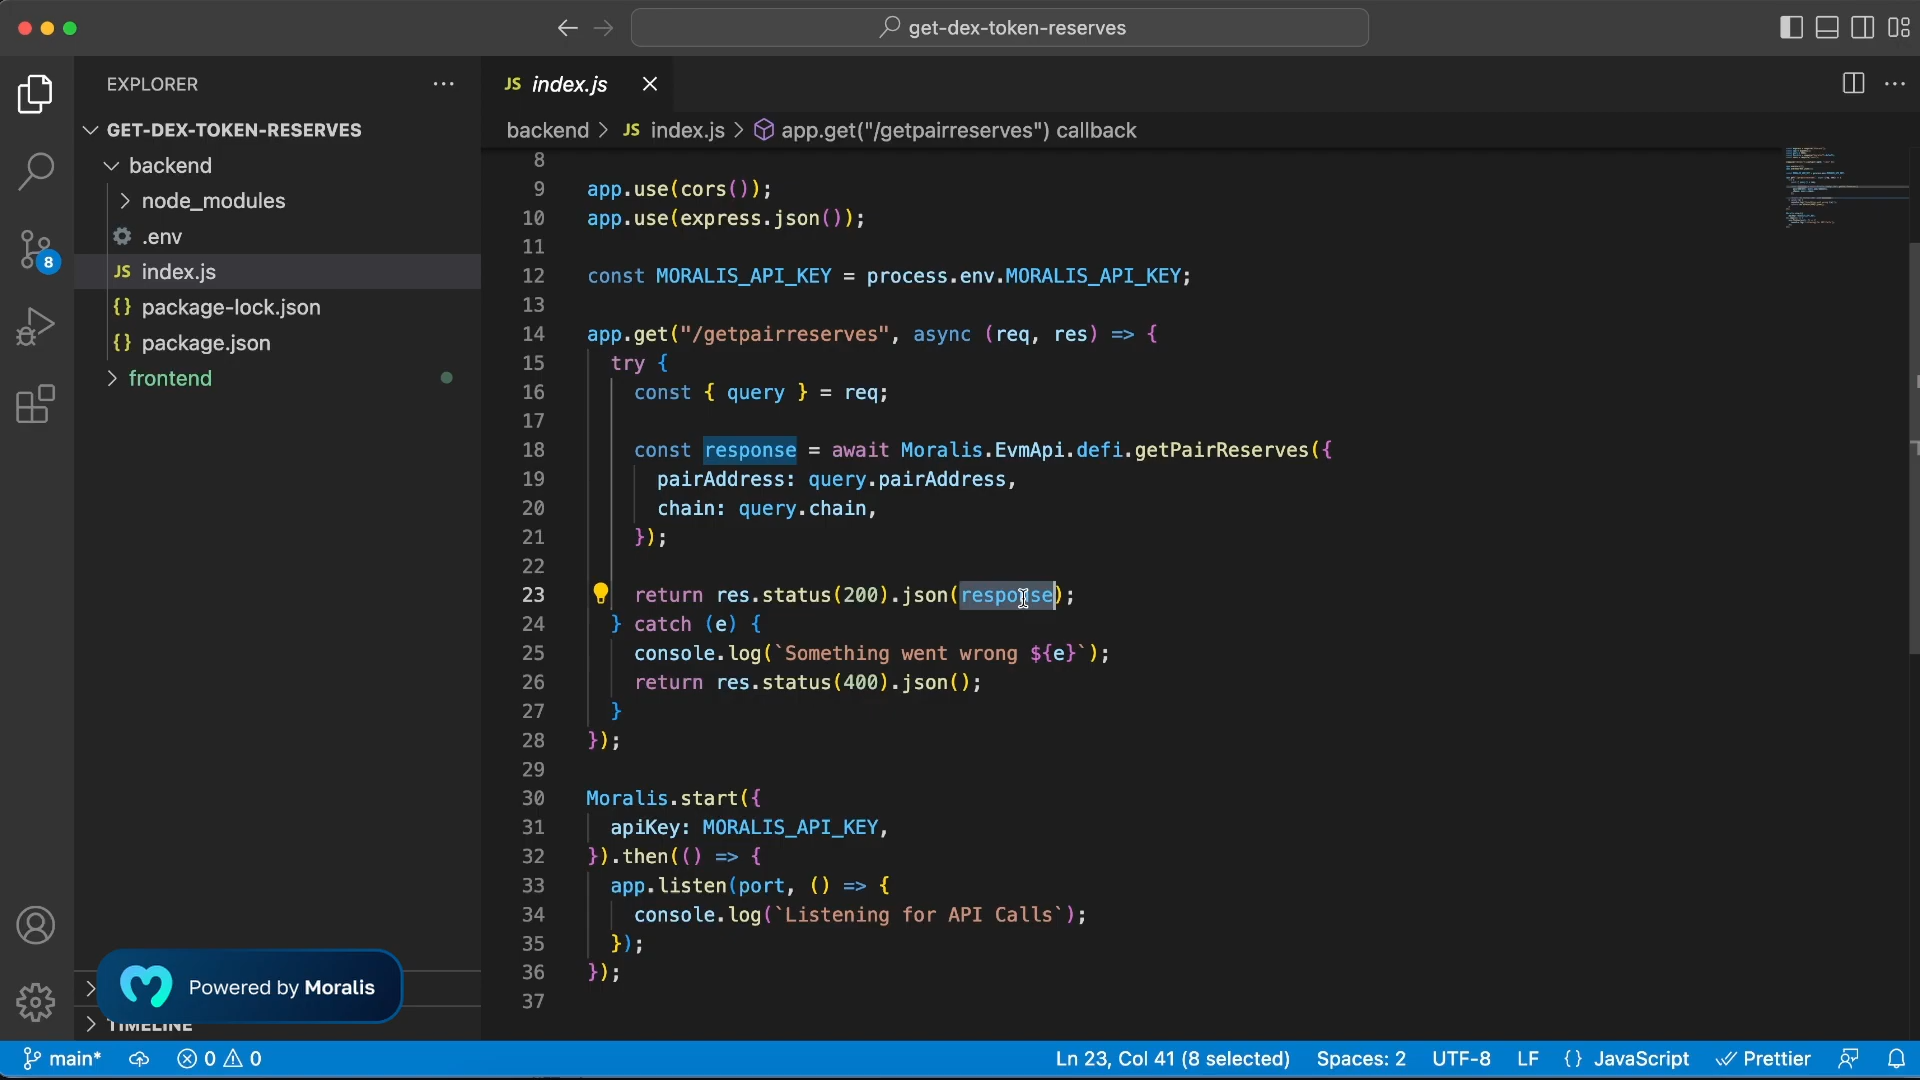 get-dex-token-reserves
EXPLORER
GET-DEX-TOKEN-RESERVES
backend
node_modules
.env
JS index.js
{} package-lock.json
{} package.json
frontend
8
TIMELINE
Powered by Moralis
JS index.js
backend > JS index.js > app.get("/getpairreserves") callback
8
9 app.use(cors());
10 app.use(express.json());
11
12 const MORALIS_API_KEY = process.env.MORALIS_API_KEY;
13
14 app.get("/getpairreserves", async (req, res) => {
15 try {
16 const { query } = req;
17
18 const response = await Moralis.EvmApi.defi.getPairReserves({
19 pairAddress: query.pairAddress,
20 chain: query.chain,
21 });
22
23 return res.status(200).json(response);
24 } catch (e) {
25 console.log(`Something went wrong ${e}`);
26 return res.status(400).json();
27 }
28 });
29
30 Moralis.start({
31 apiKey: MORALIS_API_KEY,
32 }).then(() => {
33 app.listen(port, () => {
34 console.log(`Listening for API Calls`);
35 });
36 });
37
main* 0 0 Ln 23, Col 41 (8 selected) Spaces: 2 UTF-8 LF {} JavaScript Prettier